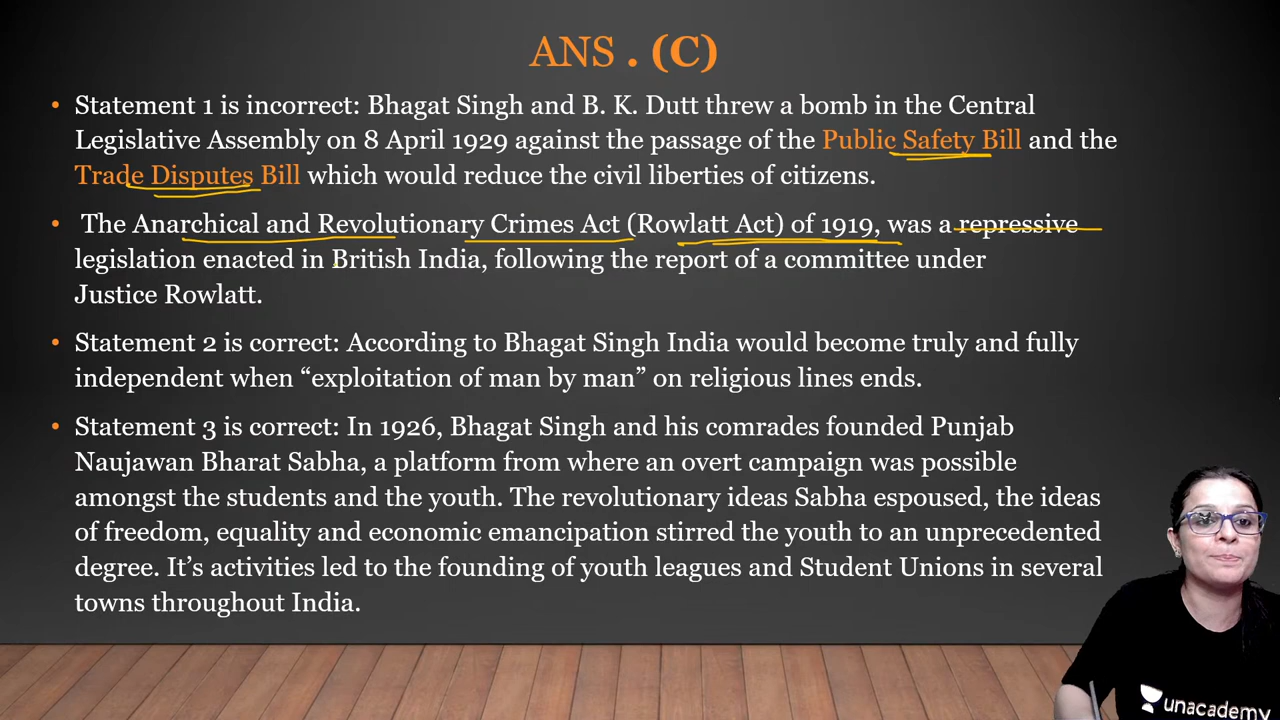 ANS . (C)
• Statement 1 is incorrect: Bhagat Singh and B. K. Dutt threw a bomb in the Central
Legislative Assembly on 8 April 1929 against the passage of the Public Safety Bill and the
Trade Disputes Bill which would reduce the civil liberties of citizens.
• The Anarchical and Revolutionary Crimes Act (Rowlatt Act) of 1919, was a repressive
legislation enacted in British India, following the report of a committee under
Justice Rowlatt.
• Statement 2 is correct: According to Bhagat Singh India would become truly and fully
independent when “exploitation of man by man” on religious lines ends.
• Statement 3 is correct: In 1926, Bhagat Singh and his comrades founded Punjab
Naujawan Bharat Sabha, a platform from where an overt campaign was possible
amongst the students and the youth. The revolutionary ideas Sabha espoused, the ideas
of freedom, equality and economic emancipation stirred the youth to an unprecedented
degree. It’s activities led to the founding of youth leagues and Student Unions in several
towns throughout India.
unacademy